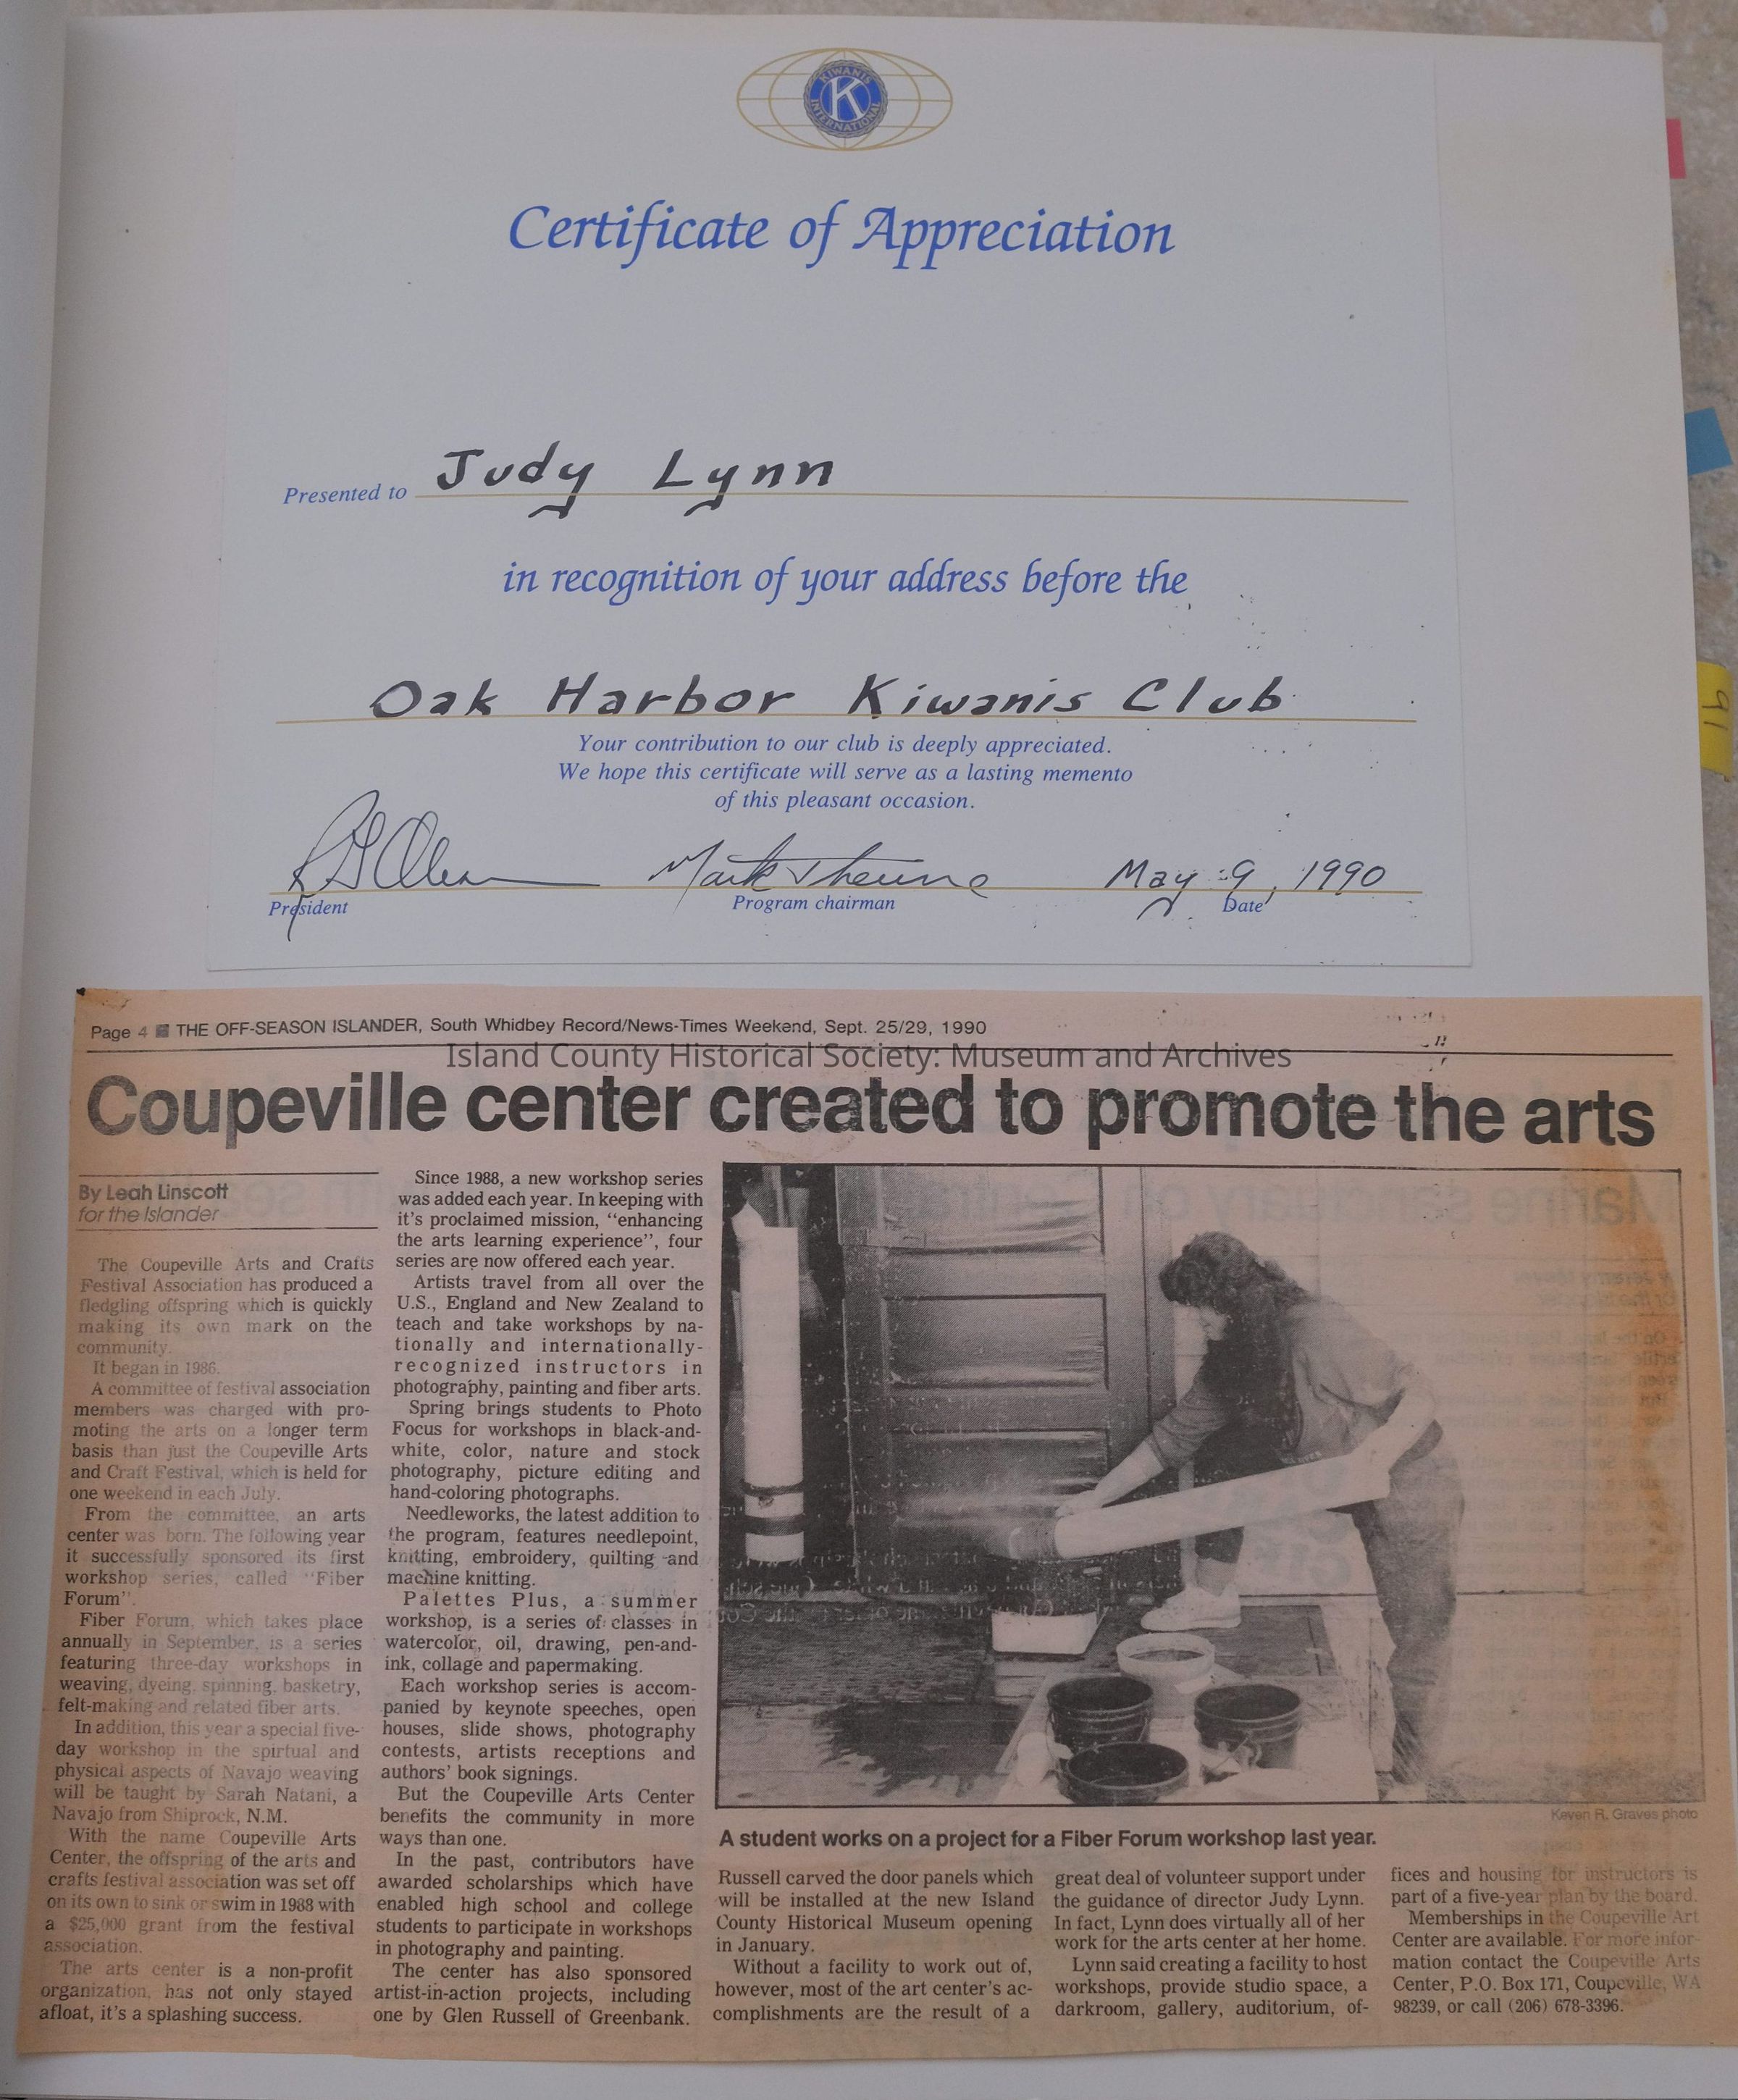 KIWANIS
K
INTERNATIONAL
Certificate of Appreciation
Presented to Judy Lynn
in recognition of your address before the
Oak Harbor Kiwanis Club
Your contribution to our club is deeply appreciated.
We hope this certificate will serve as a lasting memento
of this pleasant occasion.
Mark May 9, 1990
President Program chairman Date
91
Page 4 ■ THE OFF-SEASON ISLANDER, South Whidbey Record/News-Times Weekend, Sept. 25/29, 1990
Island County Historical Society: Museum and Archives
Coupeville center created to promote the arts
By Leah Linscott
for the Islander
The Coupeville Arts and Crafts
Festival Association has produced a
fledgling offspring which is quickly
making its own mark on the
community.
It began in 1986.
A committee of festival association
members was charged with pro-
moting the arts on a longer term
basis than just the Coupeville Arts
and Craft Festival, which is held for
one weekend in each July.
From the committee, an arts
center was born. The following year
it successfully sponsored its first
workshop series, called "Fiber
Forum".
Fiber Forum, which takes place
annually in September, is a series
featuring three-day workshops in
weaving, dyeing, spinning, basketry,
felt-making and related fiber arts.
In addition, this year a special five-
day workshop in the spirtual and
physical aspects of Navajo weaving
will be taught by Sarah Natani, a
Navajo from Shiprock, N.M.
With the name Coupeville Arts
Center, the offspring of the arts and
crafts festival association was set off
on its own to sink or swim in 1988 with
a $25,000 grant from the festival
association.
The arts center is a non-profit
organization, has not only stayed
afloat, it's a splashing success.
Since 1988, a new workshop series
was added each year. In keeping with
it's proclaimed mission, "enhancing
the arts learning experience", four
series are now offered each year.
Artists travel from all over the
U.S., England and New Zealand to
teach and take workshops by na-
tionally and internationally-
recognized instructors in
photography, painting and fiber arts.
Spring brings students to Photo
Focus for workshops in black-and-
white, color, nature and stock
photography, picture editing and
hand-coloring photographs.
Needleworks, the latest addition to
the program, features needlepoint,
knitting, embroidery, quilting and
machine knitting.
Palettes Plus, a summer
workshop, is a series of classes in
watercolor, oil, drawing, pen-and-
ink, collage and papermaking.
Each workshop series is accom-
panied by keynote speeches, open
houses, slide shows, photography
contests, artists receptions and
authors' book signings.
But the Coupeville Arts Center
benefits the community in more
ways than one.
In the past, contributors have
awarded scholarships which have
enabled high school and college
students to participate in workshops
in photography and painting.
The center has also sponsored
artist-in-action projects, including
one by Glen Russell of Greenbank.
Keven R. Graves photo
A student works on a project for a Fiber Forum workshop last year.
Russell carved the door panels which
will be installed at the new Island
County Historical Museum opening
in January.
Without a facility to work out of,
however, most of the art center's ac-
complishments are the result of a
great deal of volunteer support under
the guidance of director Judy Lynn.
In fact, Lynn does virtually all of her
work for the arts center at her home.
Lynn said creating a facility to host
workshops, provide studio space, a
darkroom, gallery, auditorium, of-
fices and housing for instructors is
part of a five-year plan by the board.
Memberships in the Coupeville Art
Center are available. For more infor-
mation contact the Coupeville Arts
Center, P.O. Box 171, Coupeville, WA
98239, or call (206) 678-3396.